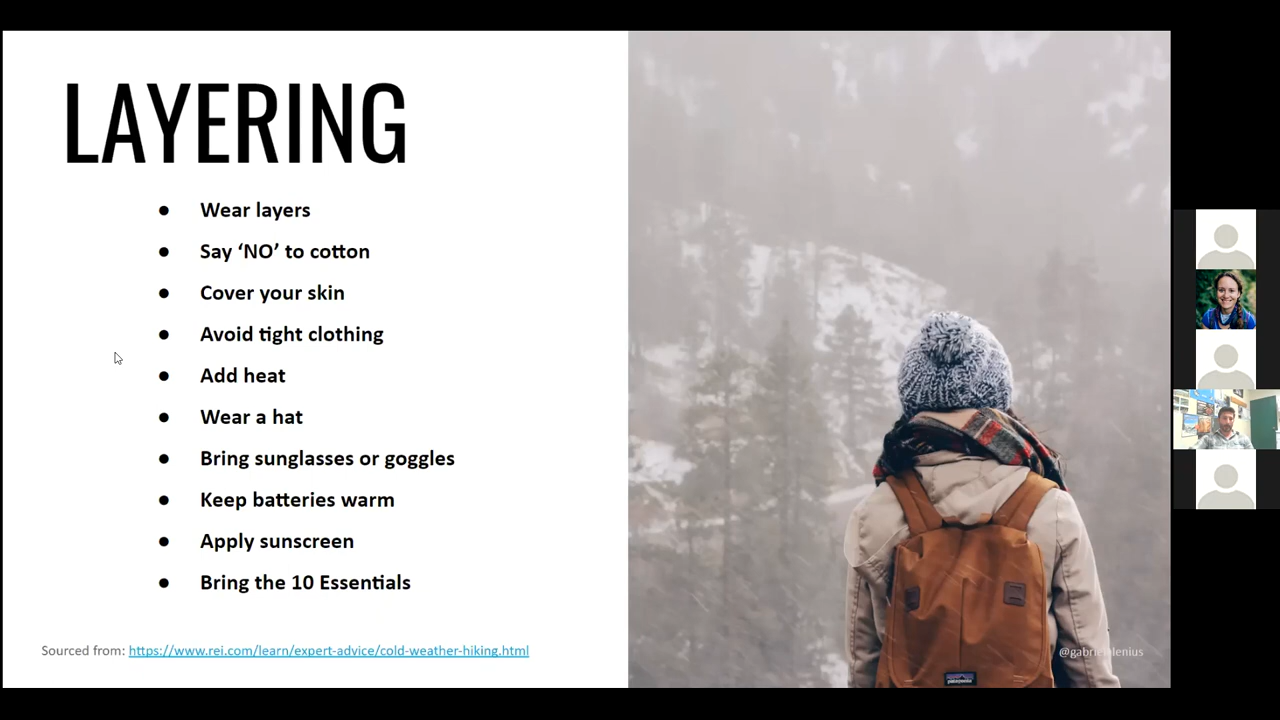 LAYERING
● Wear layers
● Say ‘NO’ to cotton
● Cover your skin
● Avoid tight clothing
● Add heat
● Wear a hat
● Bring sunglasses or goggles
● Keep batteries warm
● Apply sunscreen
● Bring the 10 Essentials
Sourced from: https://www.rei.com/learn/expert-advice/cold-weather-hiking.html
patagonia